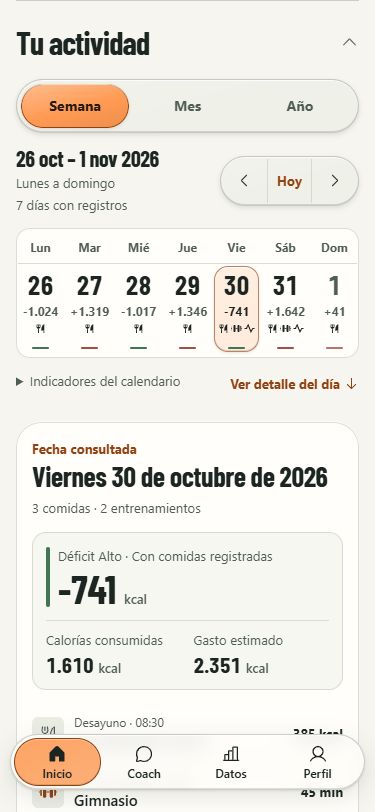 Tu actividad
Semana Mes Año
26 oct – 1 nov 2026
Lunes a domingo
7 días con registros
Hoy
Lun Mar Mié Jue Vie Sáb Dom
26 27 28 29 30 31 1
-1.024 +1.319 -1.017 +1.346 -741 +1.642 +41
Indicadores del calendario
Ver detalle del día
Fecha consultada
Viernes 30 de octubre de 2026
3 comidas · 2 entrenamientos
Déficit Alto · Con comidas registradas
-741 kcal
Calorías consumidas Gasto estimado
1.610 kcal 2.351 kcal
Desayuno · 08:30
385 kcal
Inicio Coach Datos Perfil
Gimnasio
45 min